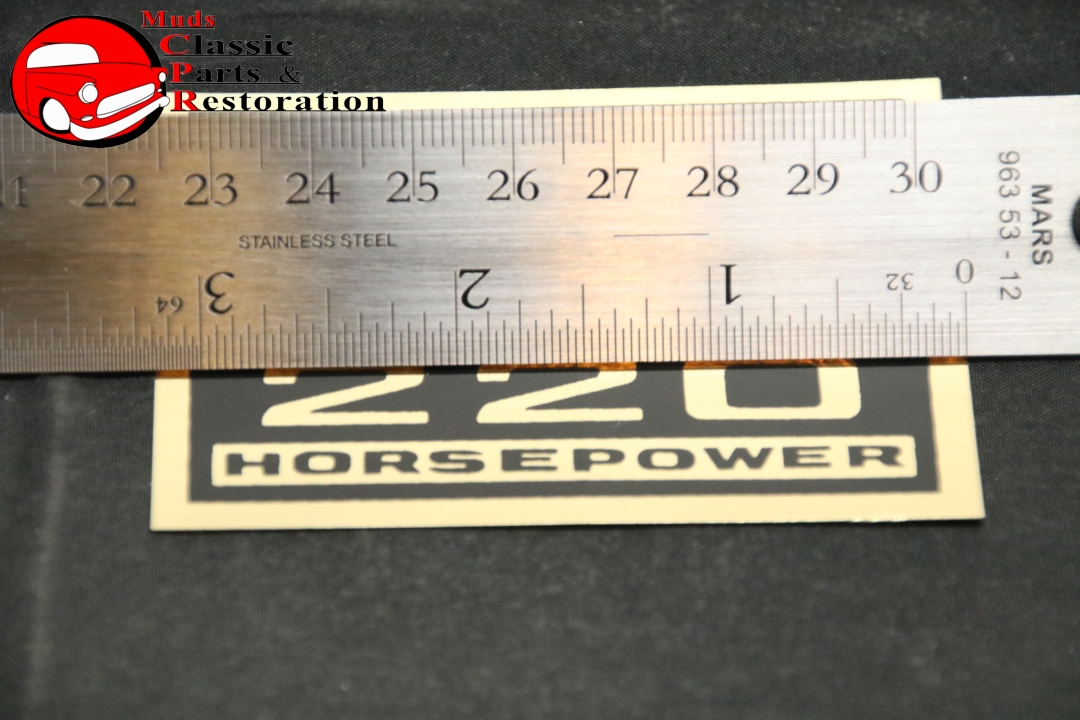 Muds
Classic
Parts &
Restoration
22 23 24 25 26 27 28 29 30
STAINLESS STEEL
MARS
963 53 - 12
64 3 2 1 32 0
220
HORSEPOWER